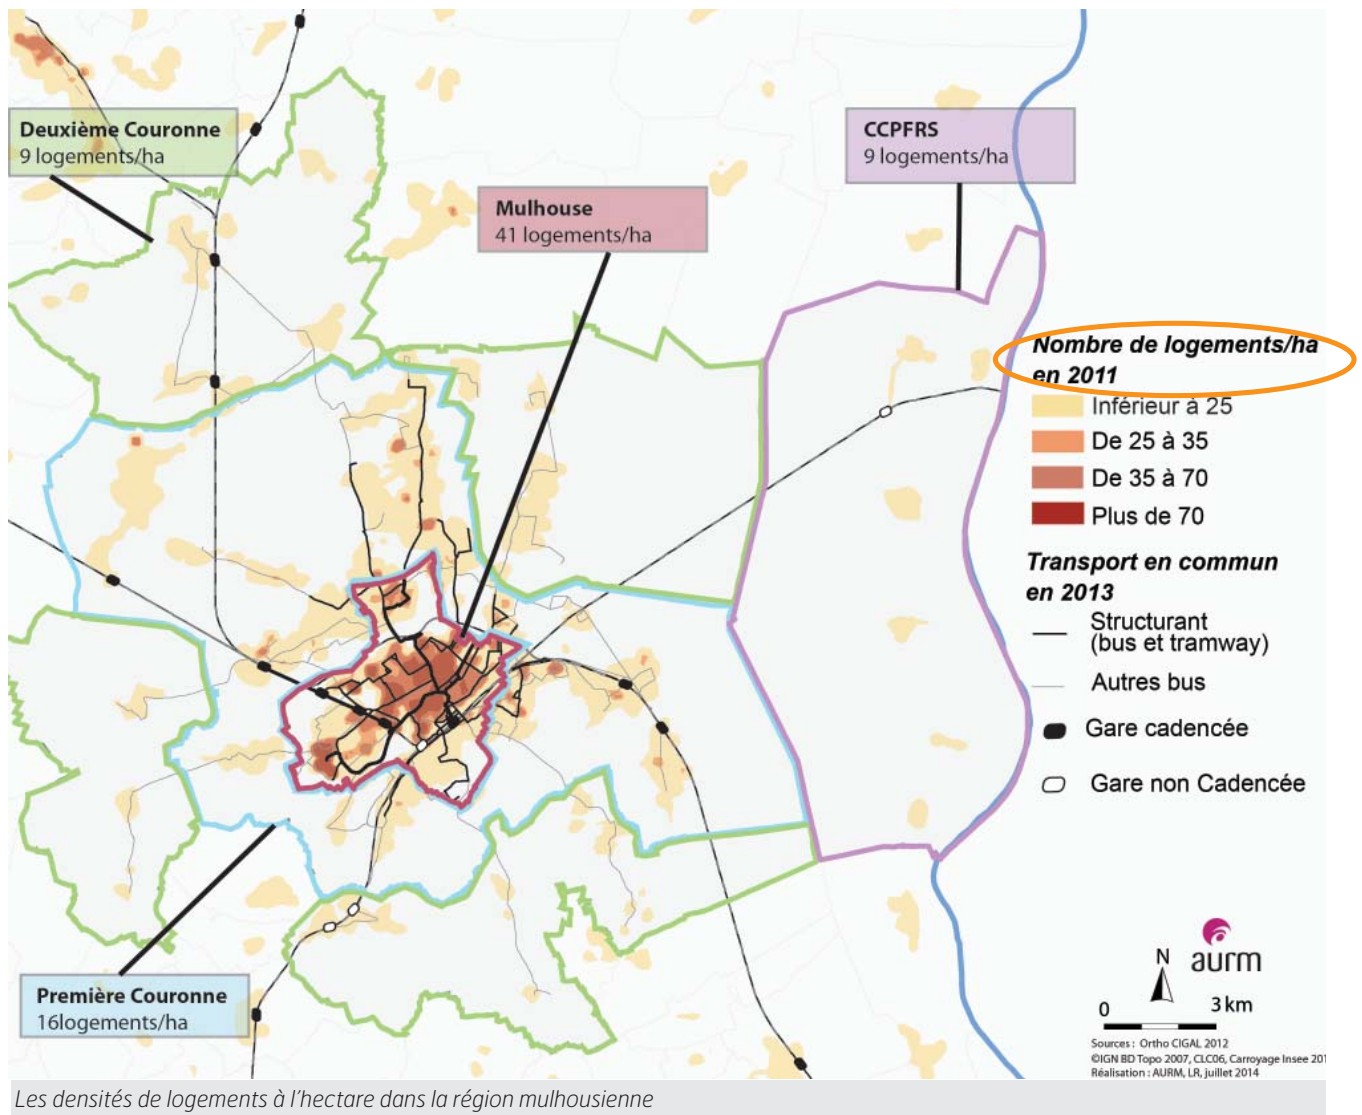 Deuxième Couronne
9 logements/ha
CCPFRS
9 logements/ha
Mulhouse
41 logements/ha
Nombre de logements/ha
en 2011
Inférieur à 25
De 25 à 35
De 35 à 70
Plus de 70
Transport en commun
en 2013
Structurant
(bus et tramway)
Autres bus
Gare cadencée
Gare non Cadencée
Première Couronne
16logements/ha
N
aurm
0
3 km
Sources : Ortho CIGAL 2012
©IGN BD Topo 2007, CLC06, Carroyage Insee 201
Réalisation : AURM, LR, juillet 2014
Les densités de logements à l'hectare dans la région mulhousienne